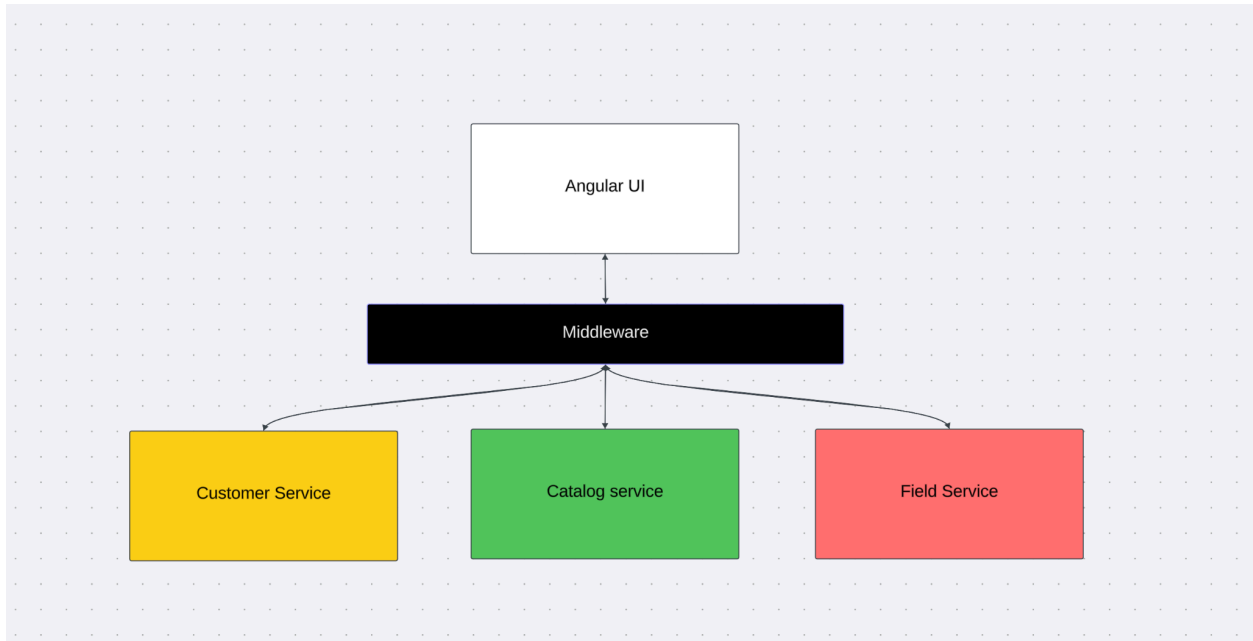 Angular UI
Middleware
Customer Service
Catalog service
Field Service